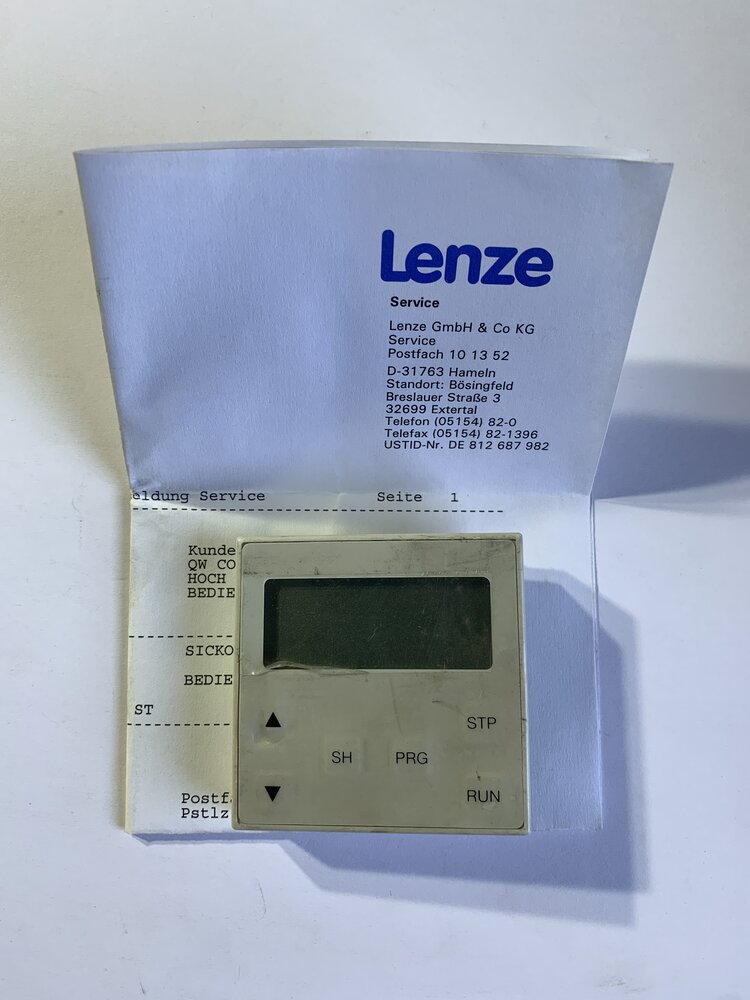 Lenze
Service
Lenze GmbH & Co KG
Service
Postfach 10 13 52
D-31763 Hameln
Standort: Bösingfeld
Breslauer Straße 3
32699 Extertal
Telefon (05154) 82-0
Telefax (05154) 82-1396
USTID-Nr. DE 812 687 982
eldung Service Seite 1
Kunde
QW CO
HOCH
BEDIE
SICKO
BEDIE
ST
Postf
Pstlz
▲ STP
SH PRG
▼ RUN